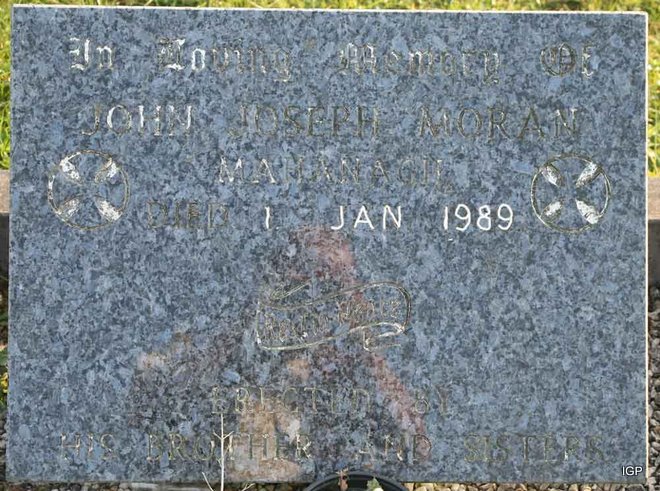 In Loving Memory Of
JOHN JOSEPH MORAN
MAHANAGH
DIED 1 JAN 1989
ERECTED BY
HIS BROTHER AND SISTERS
IGP